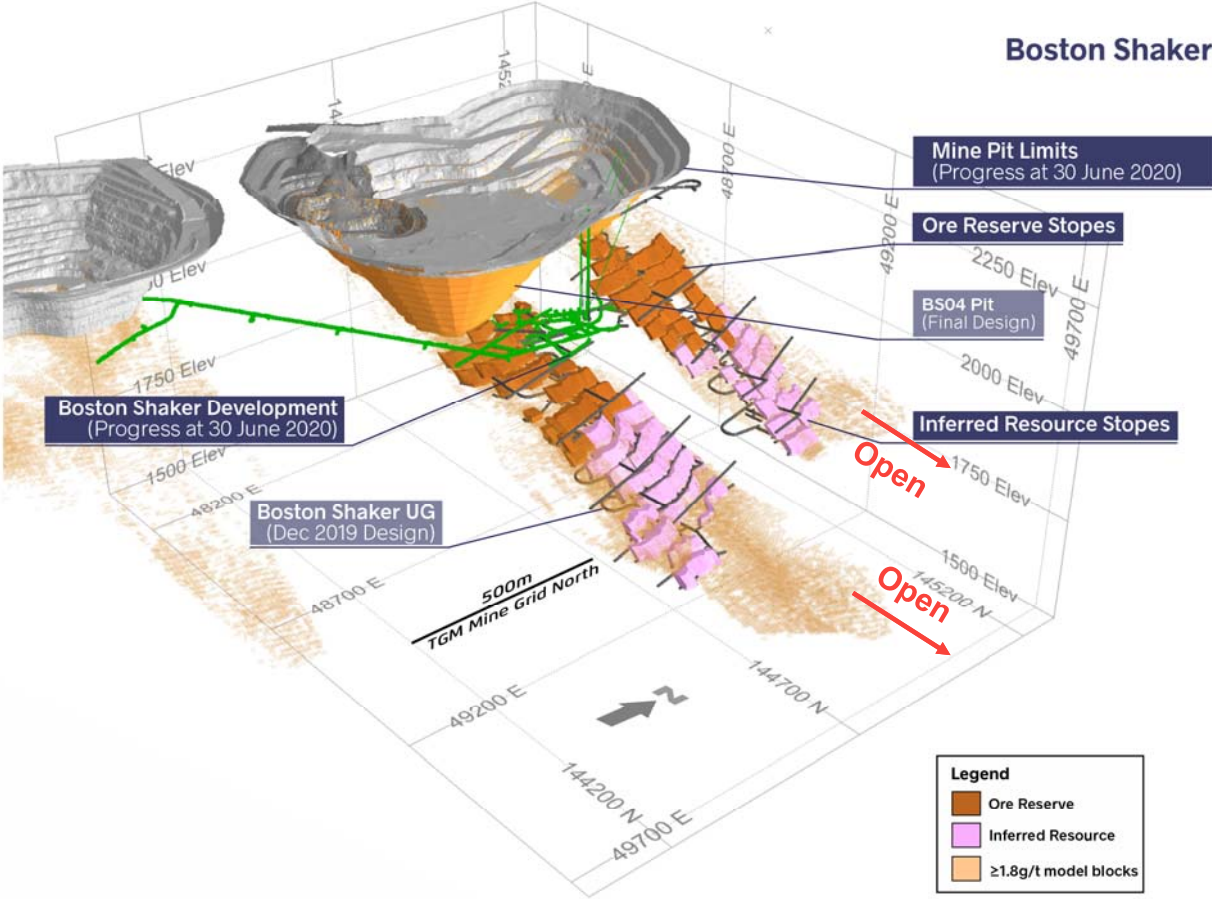 Boston Shaker
Mine Pit Limits
(Progress at 30 June 2020)
Ore Reserve Stopes
BS04 Pit
(Final Design)
Inferred Resource Stopes
Boston Shaker Development
(Progress at 30 June 2020)
Boston Shaker UG
(Dec 2019 Design)
Elev
1750 Elev
1500 Elev
48200 E
48700 E
49200 E
49700 E
144200 N
144700 N
145200 N
48700 E
49200 E
49700 E
2250 Elev
2000 Elev
1750 Elev
1500 Elev
Open
Open
500m
TGM Mine Grid North
N
Legend
Ore Reserve
Inferred Resource
≥1.8g/t model blocks